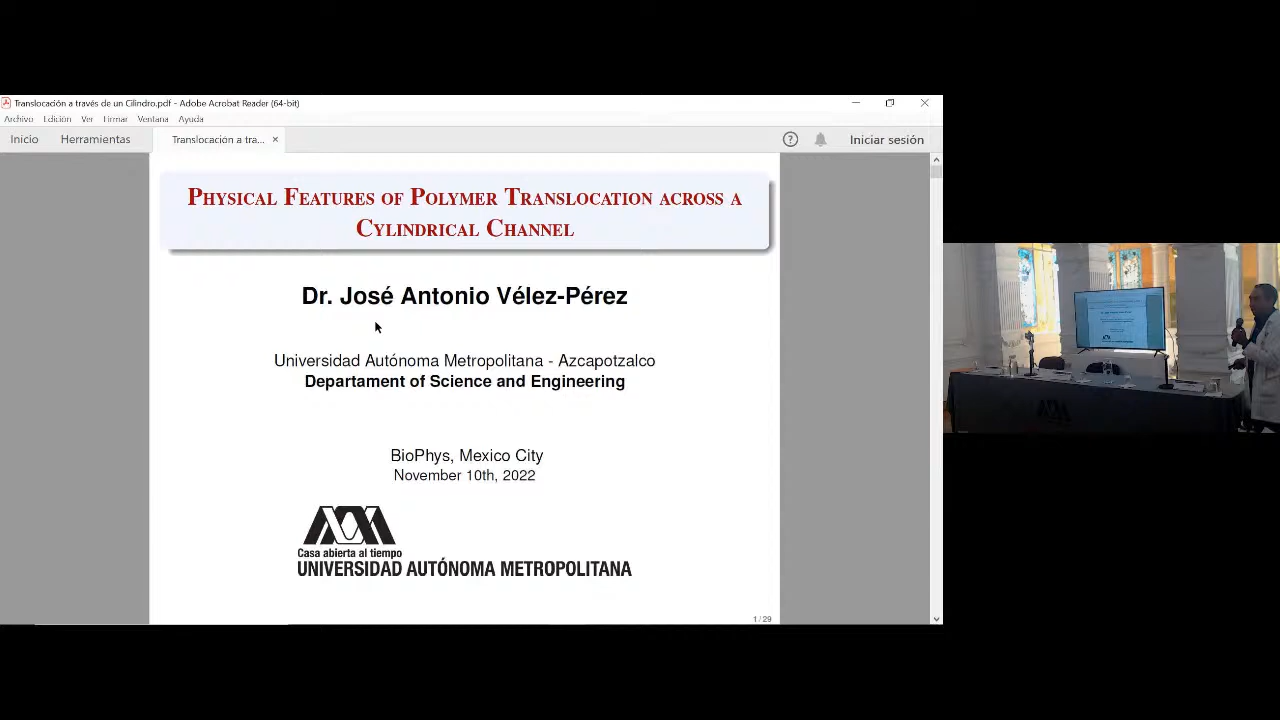 Translocación a través de un Cilindro.pdf - Adobe Acrobat Reader (64-bit)
Archivo Edición Ver Firmar Ventana Ayuda
Inicio Herramientas Translocación a tra... × Iniciar sesión
PHYSICAL FEATURES OF POLYMER TRANSLOCATION ACROSS A
CYLINDRICAL CHANNEL
Dr. José Antonio Vélez-Pérez
Universidad Autónoma Metropolitana - Azcapotzalco
Departament of Science and Engineering
BioPhys, Mexico City
November 10th, 2022
Casa abierta al tiempo
UNIVERSIDAD AUTÓNOMA METROPOLITANA
1 / 29